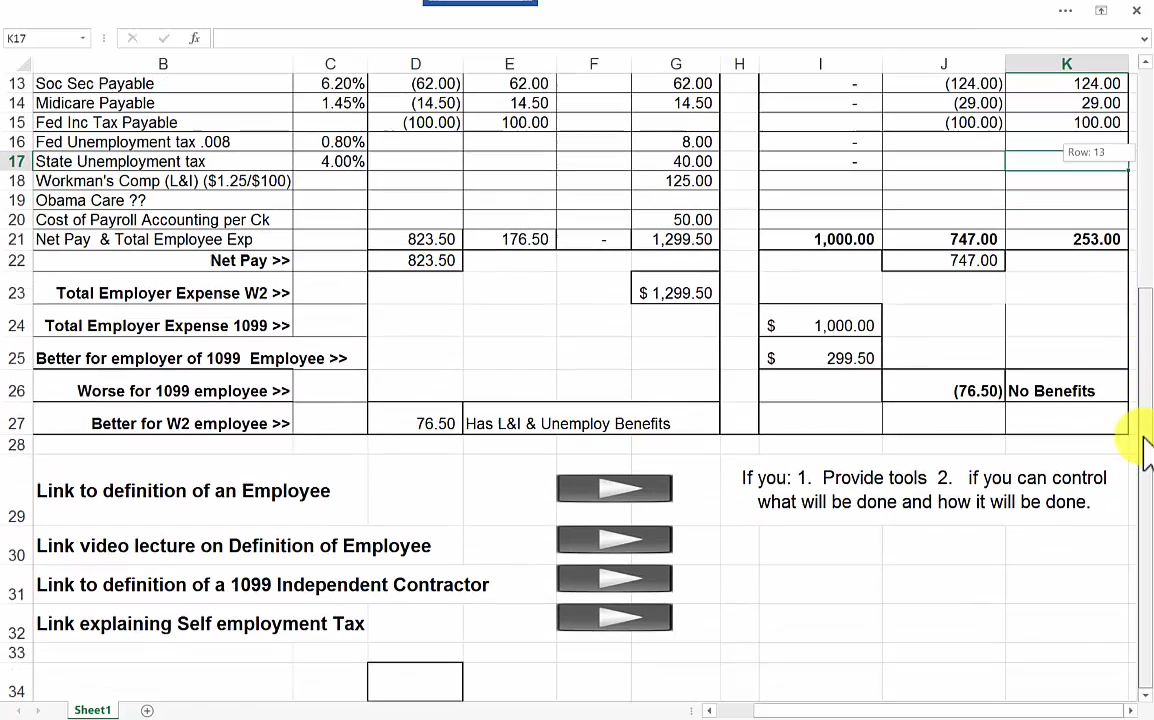 K17 fx
B C D E F G H I J K
13 Soc Sec Payable 6.20% (62.00) 62.00 62.00 - (124.00) 124.00
14 Midicare Payable 1.45% (14.50) 14.50 14.50 - (29.00) 29.00
15 Fed Inc Tax Payable (100.00) 100.00 (100.00) 100.00
16 Fed Unemployment tax .008 0.80% 8.00 -
Row: 13
17 State Unemployment tax 4.00% 40.00 -
18 Workman's Comp (L&I) ($1.25/$100) 125.00
19 Obama Care ??
20 Cost of Payroll Accounting per Ck 50.00
21 Net Pay & Total Employee Exp 823.50 176.50 - 1,299.50 1,000.00 747.00 253.00
22 Net Pay >> 823.50 747.00
23 Total Employer Expense W2 >> $ 1,299.50
24 Total Employer Expense 1099 >> $ 1,000.00
25 Better for employer of 1099 Employee >> $ 299.50
26 Worse for 1099 employee >> (76.50) No Benefits
27 Better for W2 employee >> 76.50 Has L&I & Unemploy Benefits
28
If you: 1. Provide tools 2. if you can control
what will be done and how it will be done.
29 Link to definition of an Employee
30 Link video lecture on Definition of Employee
31 Link to definition of a 1099 Independent Contractor
32 Link explaining Self employment Tax
33
34
Sheet1